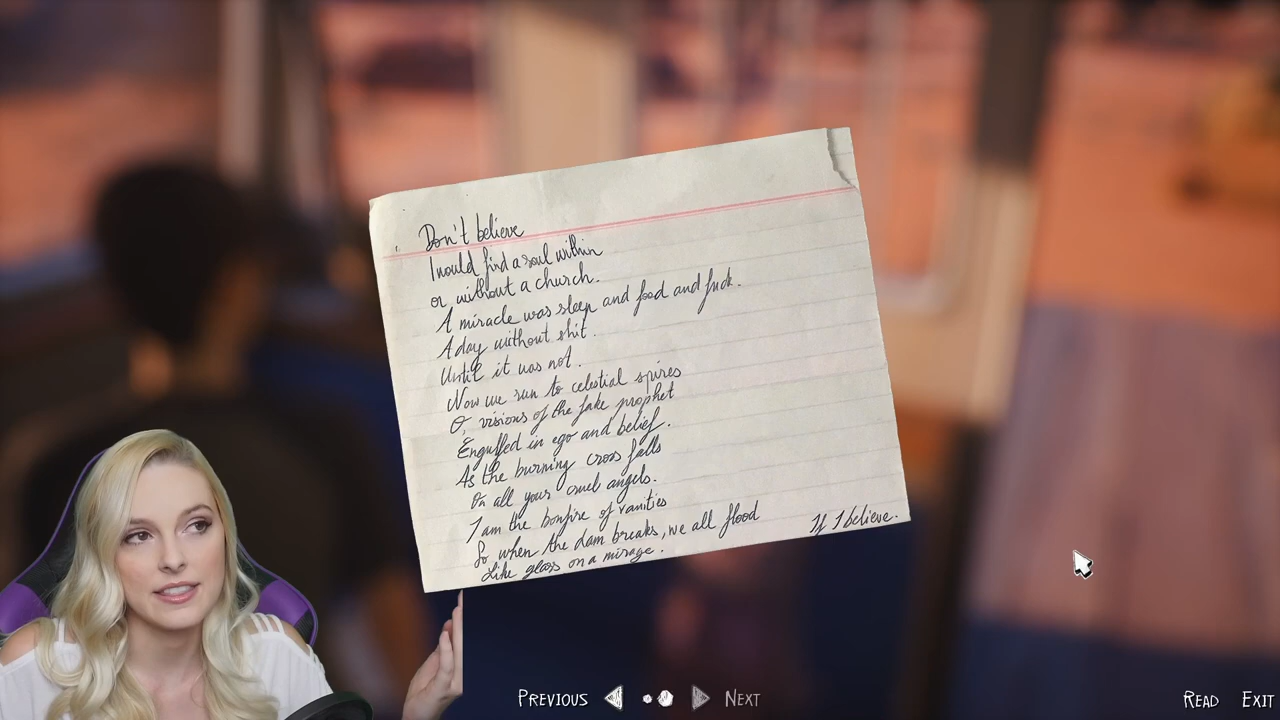 Don't believe
I would find a soul within
or without a church.
A miracle was sleep and food and fuck.
A day without shit.
Until it was not.
Now we run to celestial spires
O, visions of the fake prophet
Engulfed in ego and belief.
As the burning cross falls
On all your cruel angels.
I am the bonfire of vanities
So when the dam breaks, we all flood
Like glass on a mirage.
If I believe.
PREVIOUS NEXT
READ EXIT